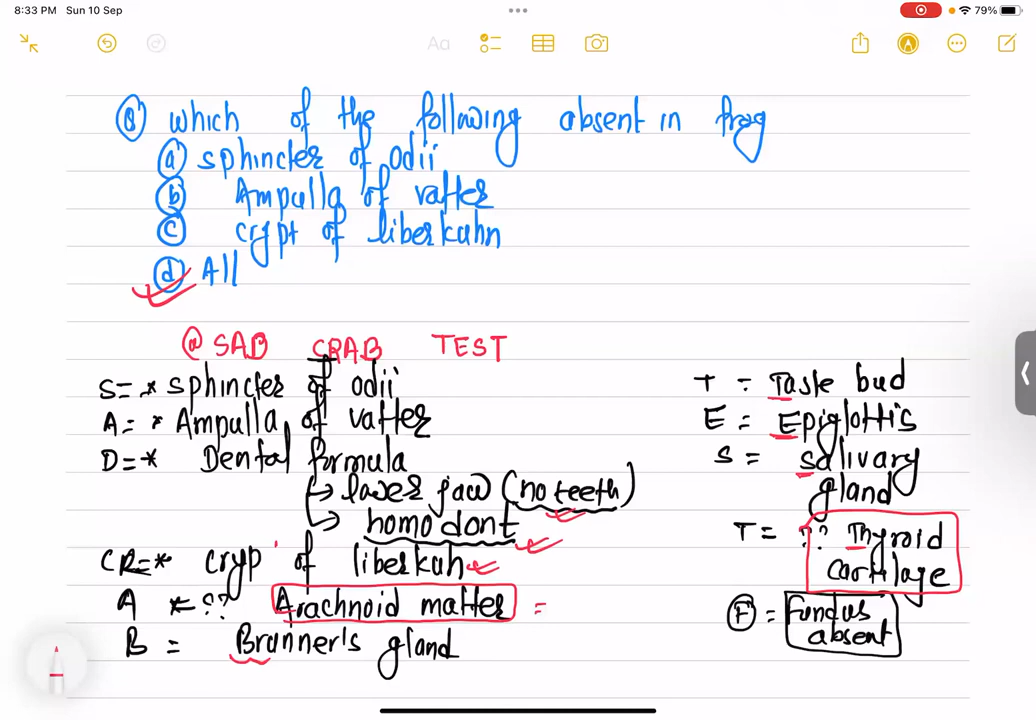 8:33 PM Sun 10 Sep
79%
Aa
Q which of the following absent in frog
a sphincter of odii
b Ampulla of vatter
c crypt of liberkuhn
d All
@ SAD CRAB TEST
S = * sphincter of odii
A = * Ampulla of vatter
D = * Dental formula
→ lower jaw (no teeth)
→ homodont
CR = * cryp of liberkuh
A * ?? Arachnoid matter =
B = Brunner's gland
T = Taste bud
E = Epiglottis
S = salivary
gland
T = ?? Thyroid
cartilage
F = Fundus
absent